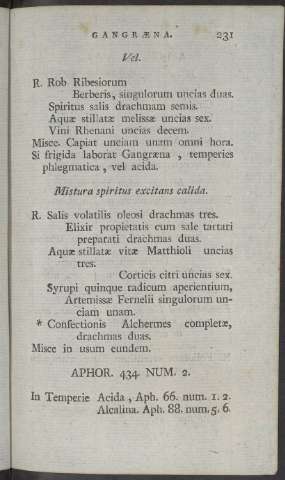 GANGRÆNA. 231
Vel.
R. Rob Ribesiorum
Berberis, singulorum uncias duas.
Spiritus salis drachmam semis.
Aquæ stillatæ melissæ uncias sex.
Vini Rhenani uncias decem.
Misce. Capiat unciam unam omni hora.
Si frigida laborat Gangræna , temperies
phlegmatica , vel acida.
Mistura spiritus excitans calida.
R. Salis volatilis oleosi drachmas tres.
Elixir propietatis cum sale tartari
preparati drachmas duas.
Aquæ stillatæ vitæ Matthioli uncias
tres.
Corticis citri uncias sex.
Syrupi quinque radicum aperientium,
Artemissæ Fernelii singulorum un-
ciam unam.
* Confectionis Alchermes completæ,
drachmas duas.
Misce in usum eundem.
APHOR. 434. NUM. 2.
In Temperie Acida , Aph. 66. num. 1. 2.
Alcalina. Aph. 88. num. 5. 6.